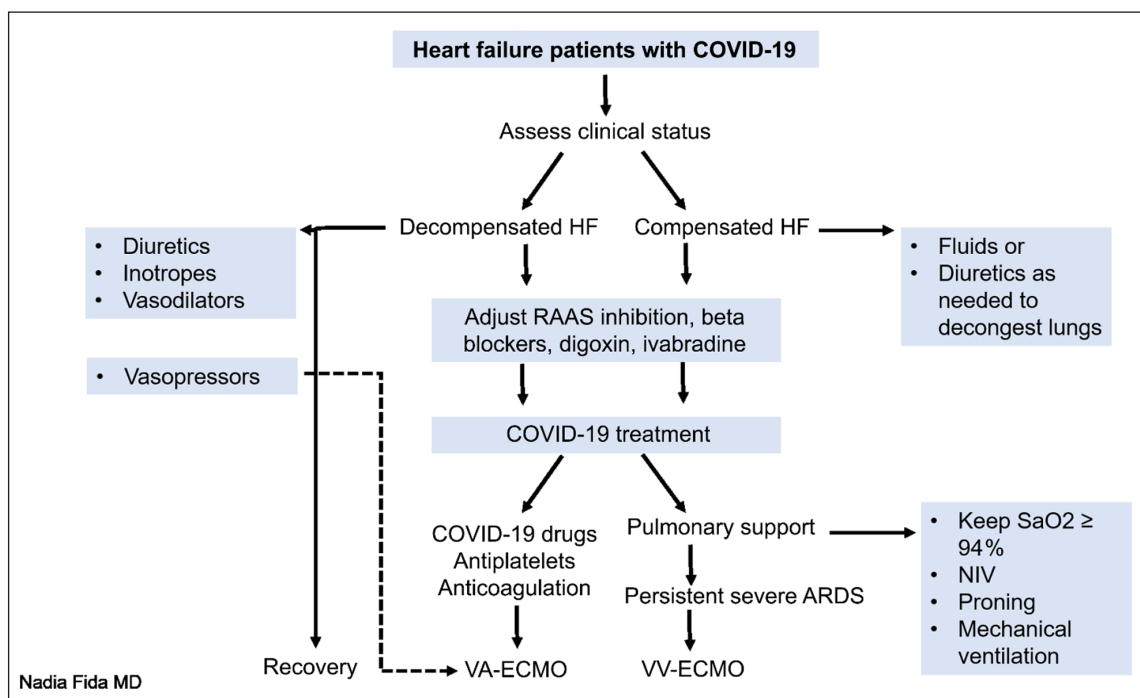 Heart failure patients with COVID-19
Assess clinical status
Decompensated HF
Compensated HF
• Diuretics
• Inotropes
• Vasodilators
• Fluids or
• Diuretics as
needed to
decongest lungs
Adjust RAAS inhibition, beta
blockers, digoxin, ivabradine
• Vasopressors
COVID-19 treatment
COVID-19 drugs
Antiplatelets
Anticoagulation
Pulmonary support
• Keep SaO2 ≥
94%
• NIV
• Proning
• Mechanical
ventilation
Persistent severe ARDS
Recovery
VA-ECMO
VV-ECMO
Nadia Fida MD